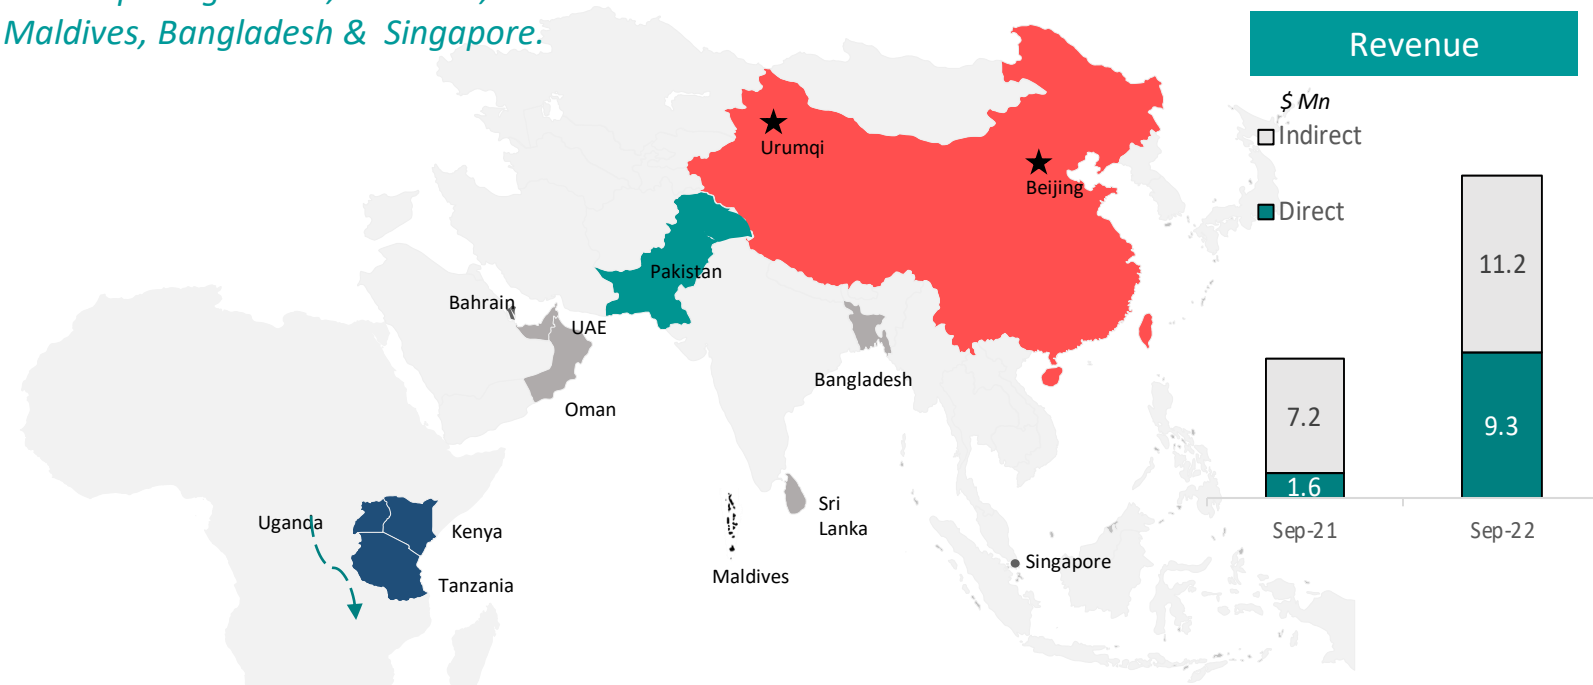 Maldives, Bangladesh & Singapore.
Revenue
$ Mn
Indirect
Direct
Urumqi
Beijing
Pakistan
Bahrain
UAE
Oman
Bangladesh
Sri
Lanka
Maldives
Singapore
Uganda
Kenya
Tanzania
11.2
7.2
9.3
1.6
Sep-21
Sep-22